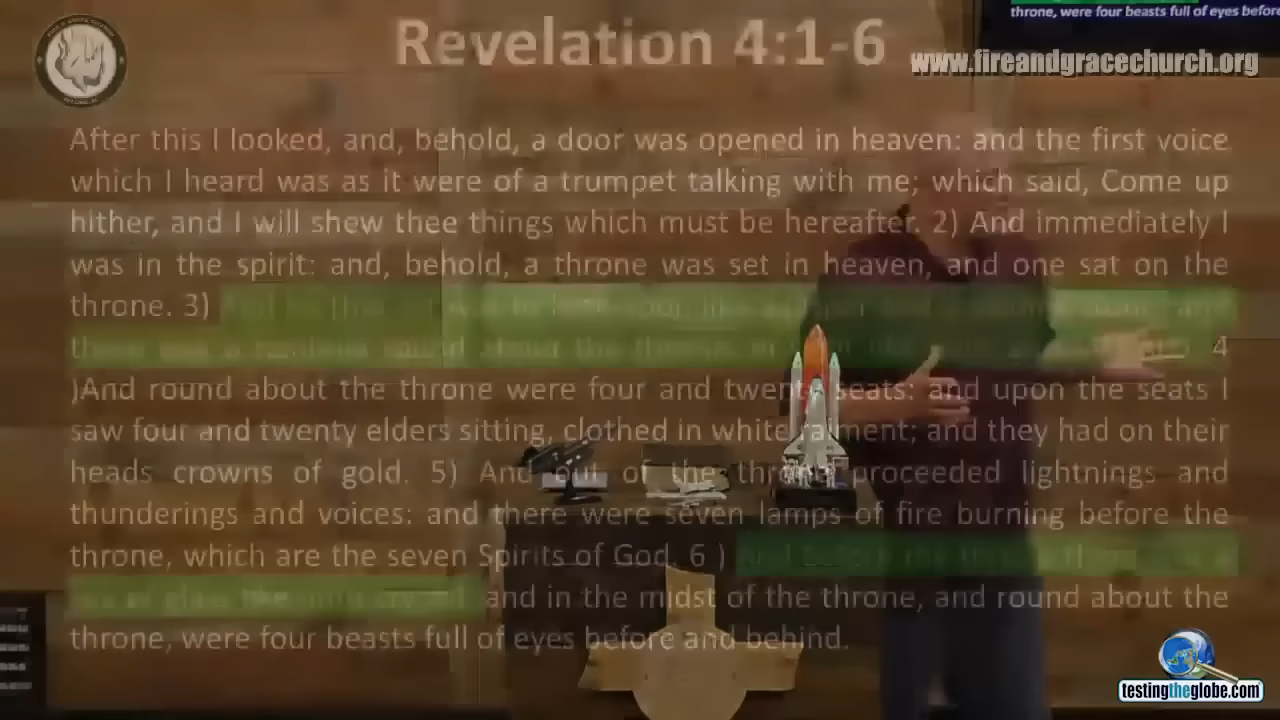 throne, were four beasts full of eyes before
Revelation 4:1-6
www.fireandgracechurch.org
After this I looked, and, behold, a door was opened in heaven: and the first voice
which I heard was as it were of a trumpet talking with me; which said, Come up
hither, and I will shew thee things which must be hereafter. 2) And immediately I
was in the spirit: and, behold, a throne was set in heaven, and one sat on the
throne. 3)
there was a rainbow round about the throne, in 4
)And round about the throne were four and twenty seats: and upon the seats I
saw four and twenty elders sitting, clothed in white raiment; and they had on their
heads crowns of gold. 5) And out of the throne proceeded lightnings and
thunderings and voices: and there were seven lamps of fire burning before the
throne, which are the seven Spirits of God. 6 )
and in the midst of the throne, and round about the
throne, were four beasts full of eyes before and behind.
testingtheglobe.com